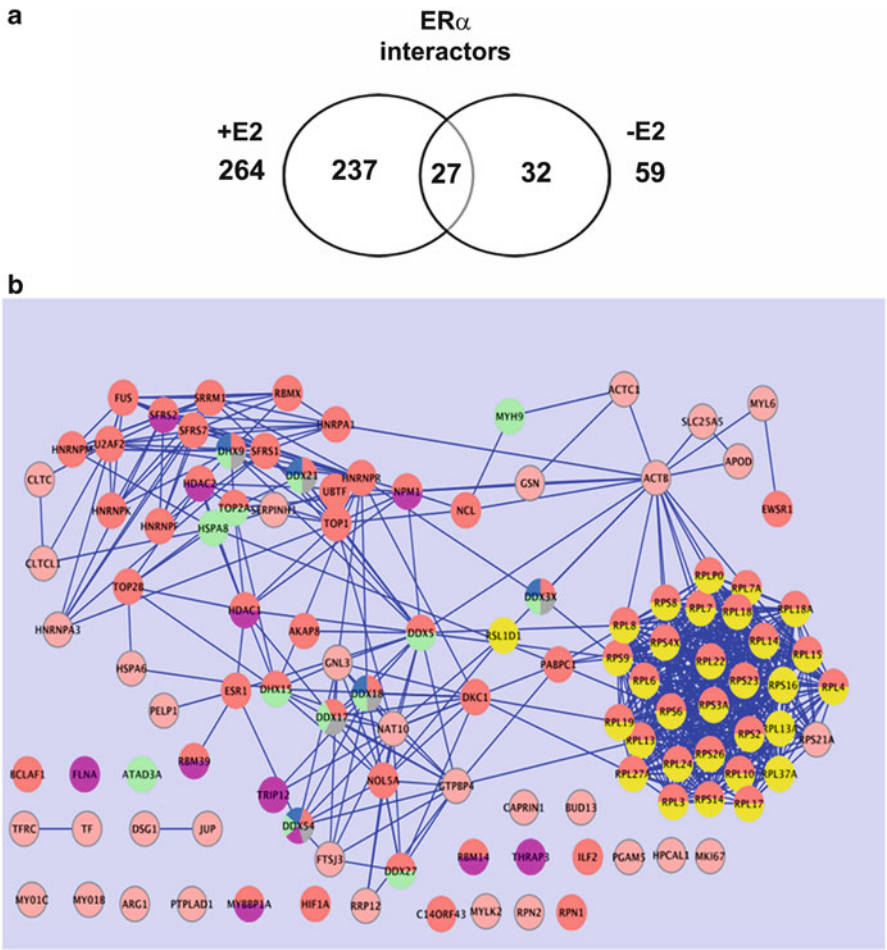 a
ERα
interactors
+E2
264
237
27
32
-E2
59
b
FUS
SRRM1
RBMX
SFRS2
SFRS7
HNRPA1
HNRNPM
U2AF2
DHX9
SFRS1
CLTC
HDAC2
DDX21
HNRNPR
UBTF
NPM1
HNRNPK
HNRNPF
TOP2A
SERPINH1
HSPA8
TOP1
NCL
CLTCL1
TOP2B
HNRNPA3
HDAC1
AKAP8
DDX5
RSL1D1
DDX3X
HSPA6
GNL3
PABPC1
PELP1
ESR1
DHX15
DDX18
DKC1
DDX17
NAT10
RBM39
TRIP12
NOL5A
GTPBP4
DDX54
FTSJ3
DDX27
RRP12
MYH9
ACTC1
GSN
ACTB
SLC25A5
APOD
MYL6
EWSR1
RPLP0
RPL7A
RPS8
RPL7
RPL18
RPL18A
RPL8
RPS4X
RPL14
RPS9
RPL22
RPL15
RPL6
RPS23
RPS16
RPL4
RPS6
RPS3A
RPL19
RPL13
RPS2
RPL13A
RPS21A
RPS26
RPL24
RPL27A
RPL10
RPL37A
RPL3
RPS14
RPL17
BCLAF1
FLNA
ATAD3A
TFRC
TF
DSG1
JUP
MYO1C
MYO1B
ARG1
PTPLAD1
MYBBP1A
HIF1A
CAPRIN1
BUD13
RBM14
THRAP3
ILF2
PGAM5
HPCAL1
MKI67
C14ORF43
MYLK2
RPN2
RPN1